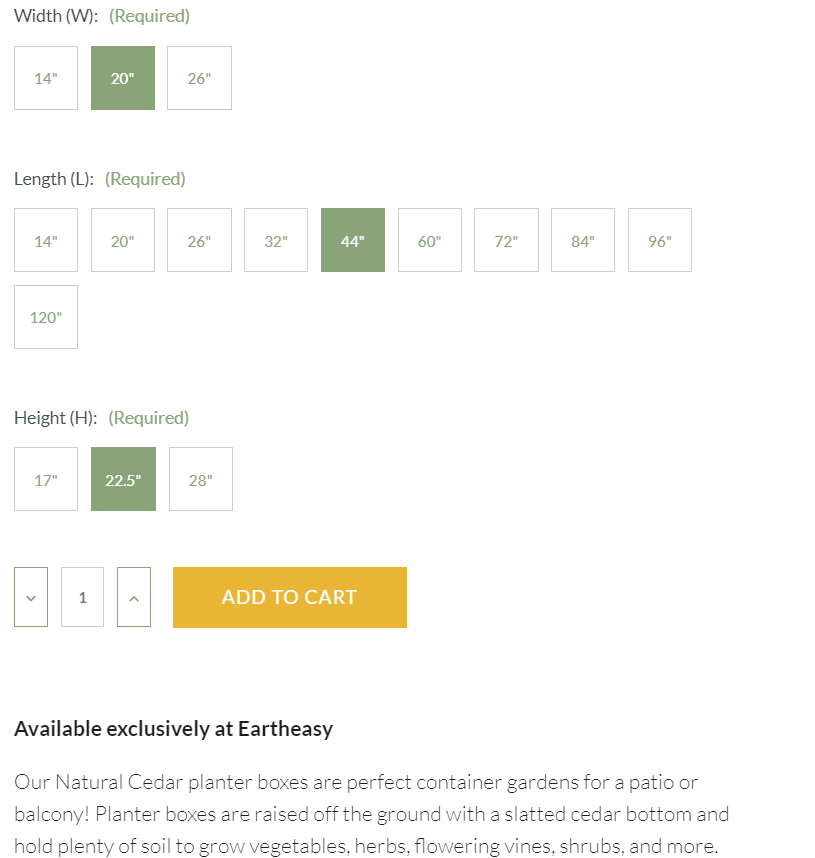 Width (W): (Required)
14" 20" 26"
Length (L): (Required)
14" 20" 26" 32" 44" 60" 72" 84" 96"
120"
Height (H): (Required)
17" 22.5" 28"
1 ADD TO CART
Available exclusively at Eartheasy
Our Natural Cedar planter boxes are perfect container gardens for a patio or
balcony! Planter boxes are raised off the ground with a slatted cedar bottom and
hold plenty of soil to grow vegetables, herbs, flowering vines, shrubs, and more.